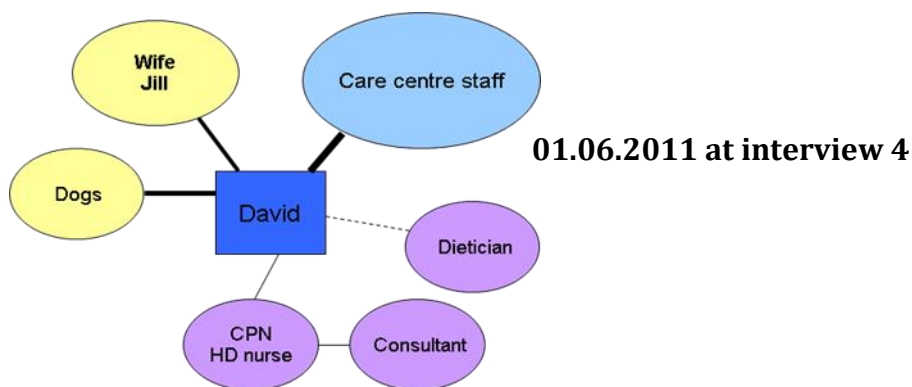 Wife
Jill
Care centre staff
01.06.2011 at interview 4
Dogs
David
Dietician
CPN
HD nurse
Consultant